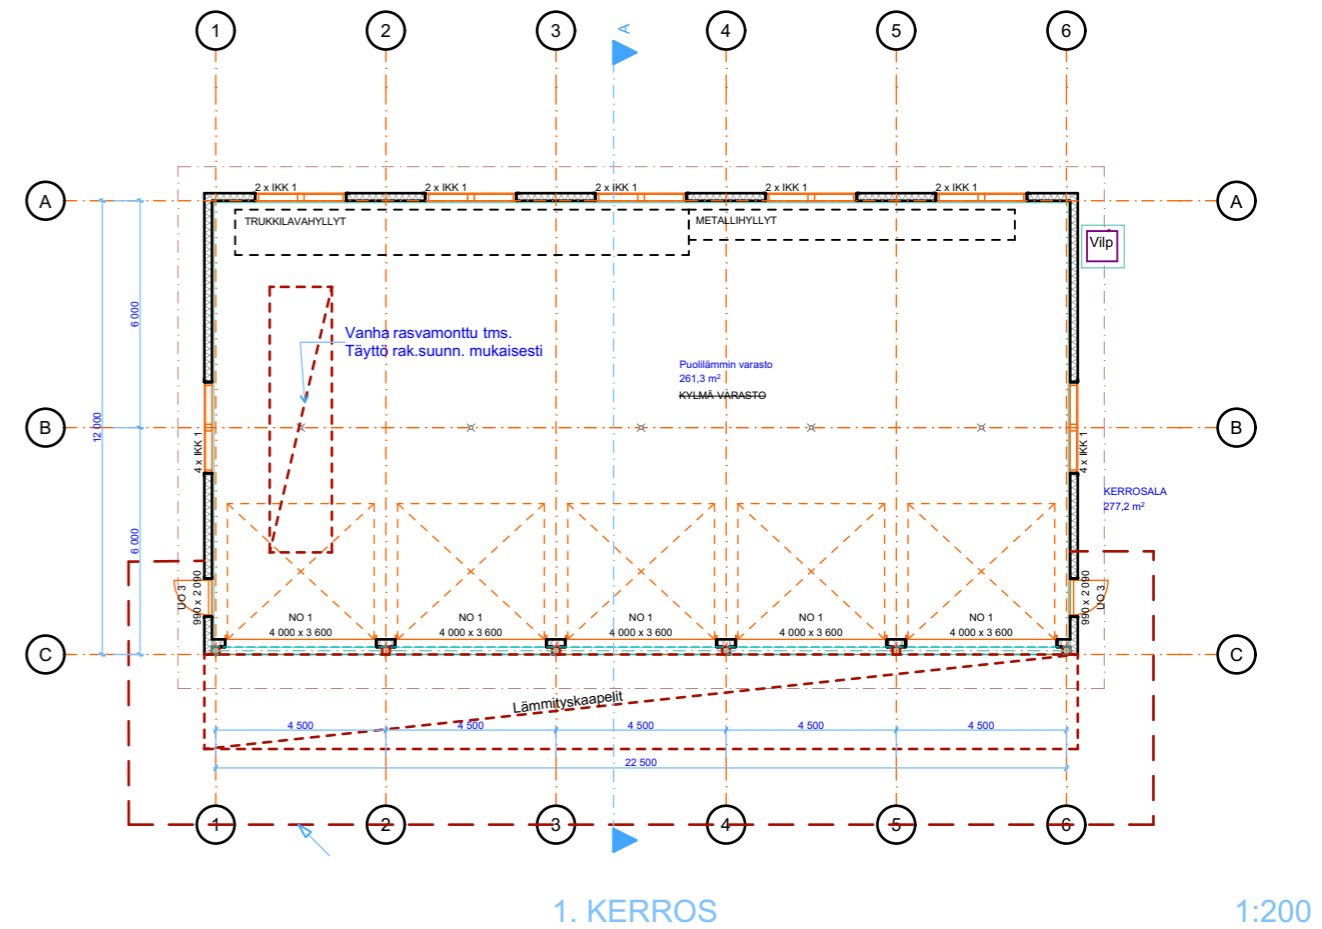 1 2 3 4 5 6
A
2 x IKK 1 2 x IKK 1 2 x IKK 1 2 x IKK 1 2 x IKK 1
A A
TRUKKILAVAHYLLYT METALLIHYLLYT
Vilp
6 000
Vanha rasvamonttu tms.
Täyttö rak.suunn. mukaisesti
Puolilämmin varasto
261,3 m²
KYLMÄ VARASTO
12 000
B B
4 x IKK 1 4 x IKK 1
KERROSALA
277,2 m²
6 000
UO 3
990 x 2 090
990 x 2 090
UO 3
NO 1 NO 1 NO 1 NO 1 NO 1
4 000 x 3 600 4 000 x 3 600 4 000 x 3 600 4 000 x 3 600 4 000 x 3 600
C C
Lämmityskaapelit
4 500 4 500 4 500 4 500 4 500
22 500
1 2 3 4 5 6
1. KERROS 1:200